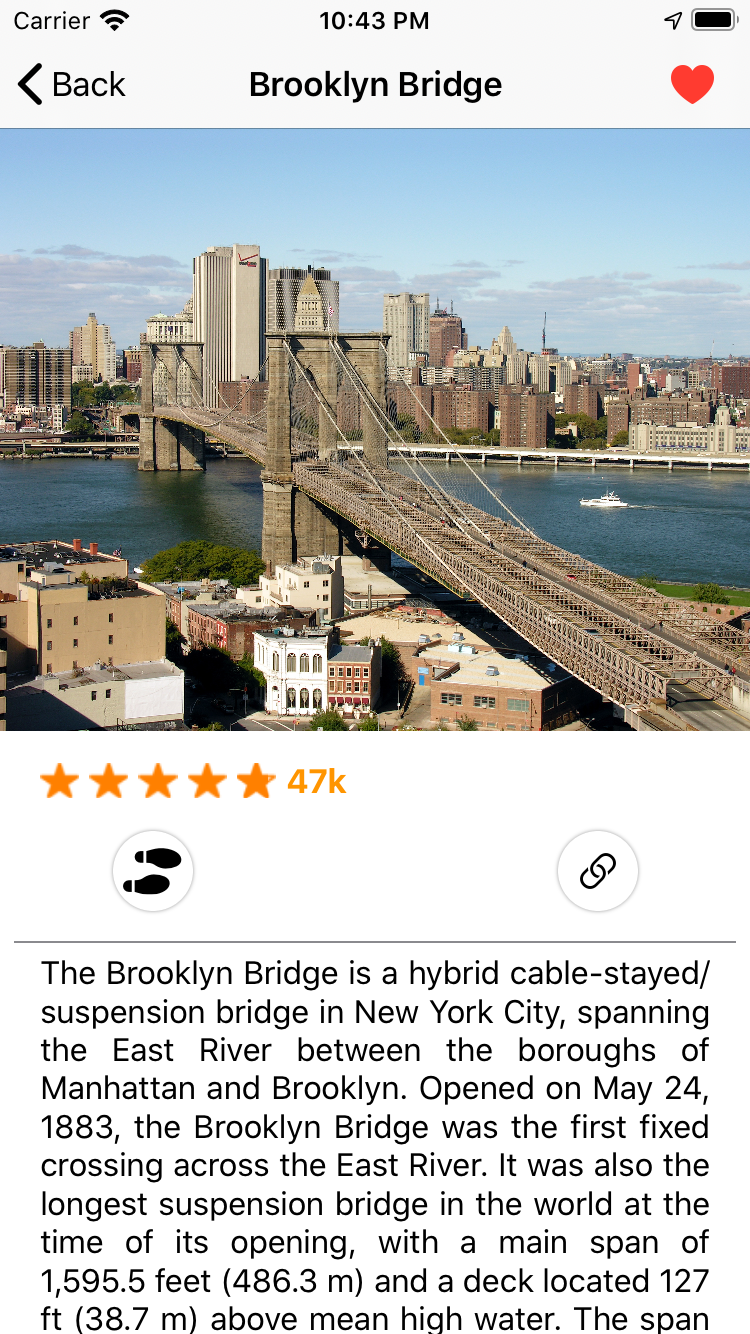 Carrier 10:43 PM
Back Brooklyn Bridge
47k
The Brooklyn Bridge is a hybrid cable-stayed/
suspension bridge in New York City, spanning
the East River between the boroughs of
Manhattan and Brooklyn. Opened on May 24,
1883, the Brooklyn Bridge was the first fixed
crossing across the East River. It was also the
longest suspension bridge in the world at the
time of its opening, with a main span of
1,595.5 feet (486.3 m) and a deck located 127
ft (38.7 m) above mean high water. The span